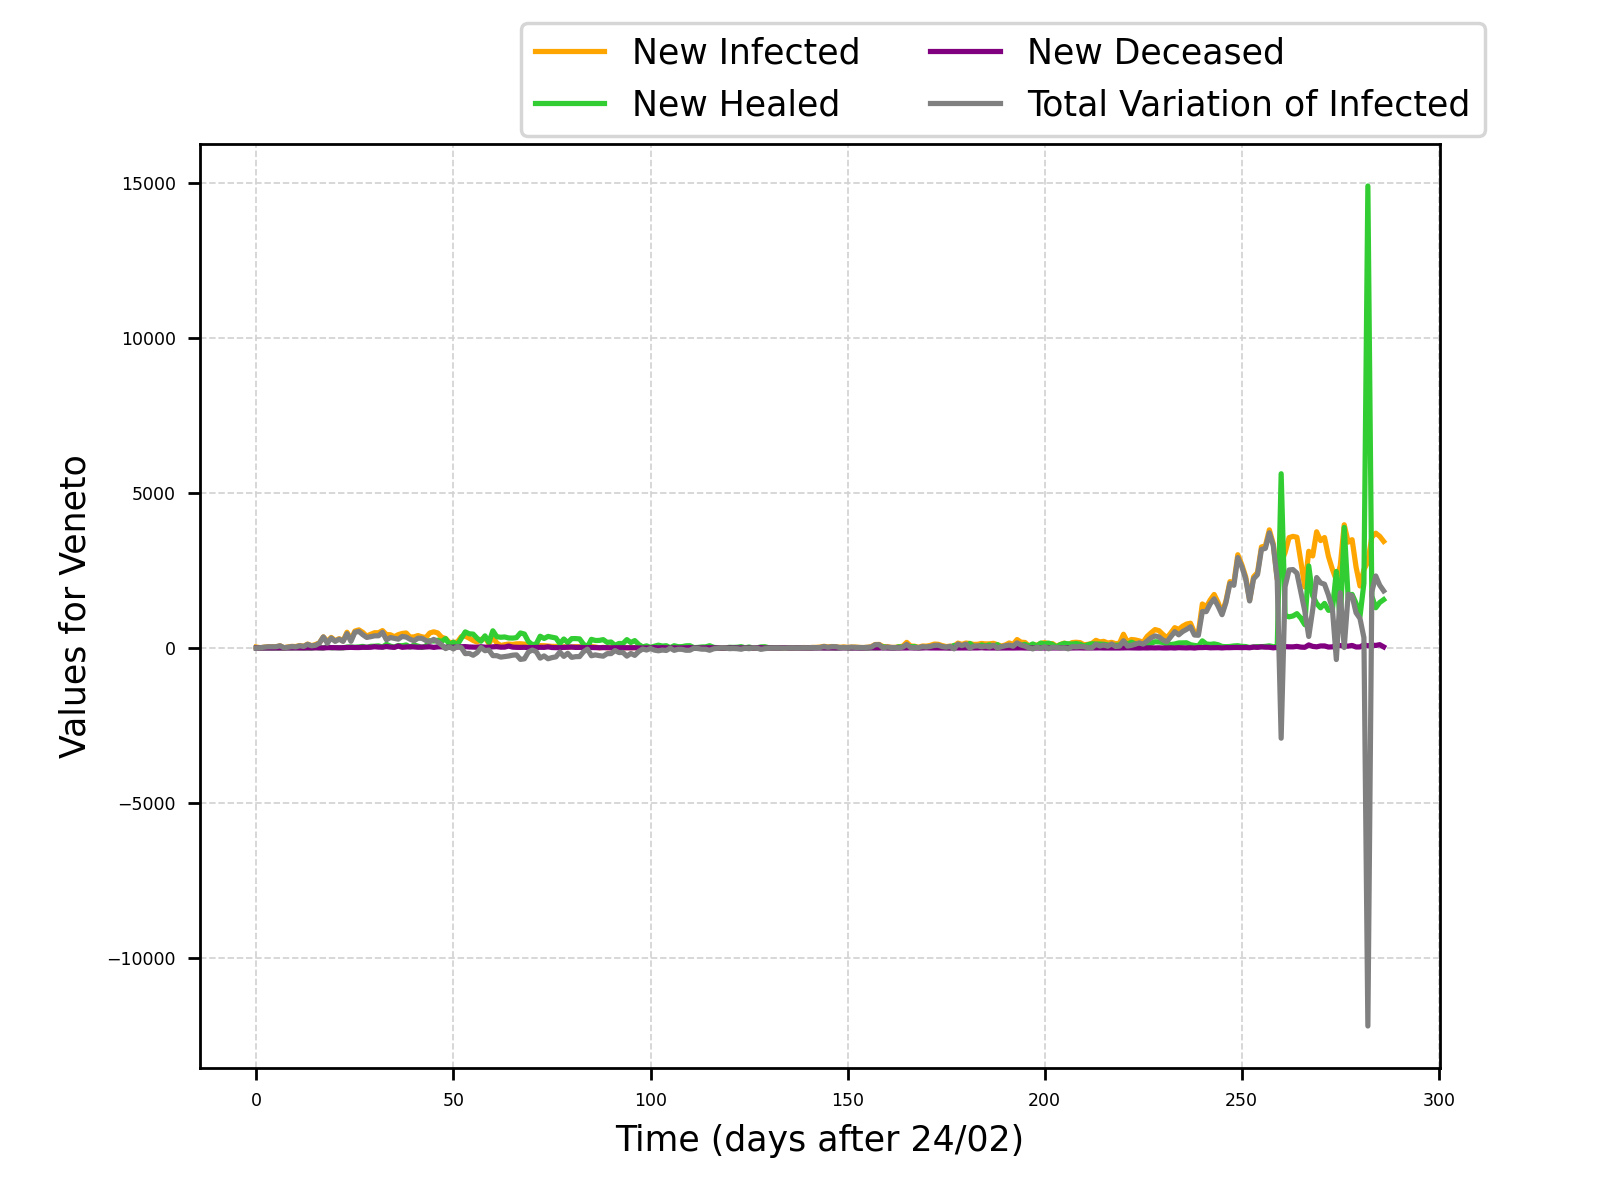 New Infected
New Healed
New Deceased
Total Variation of Infected
15000
10000
5000
0
−5000
−10000
Values for Veneto
0 50 100 150 200 250 300
Time (days after 24/02)